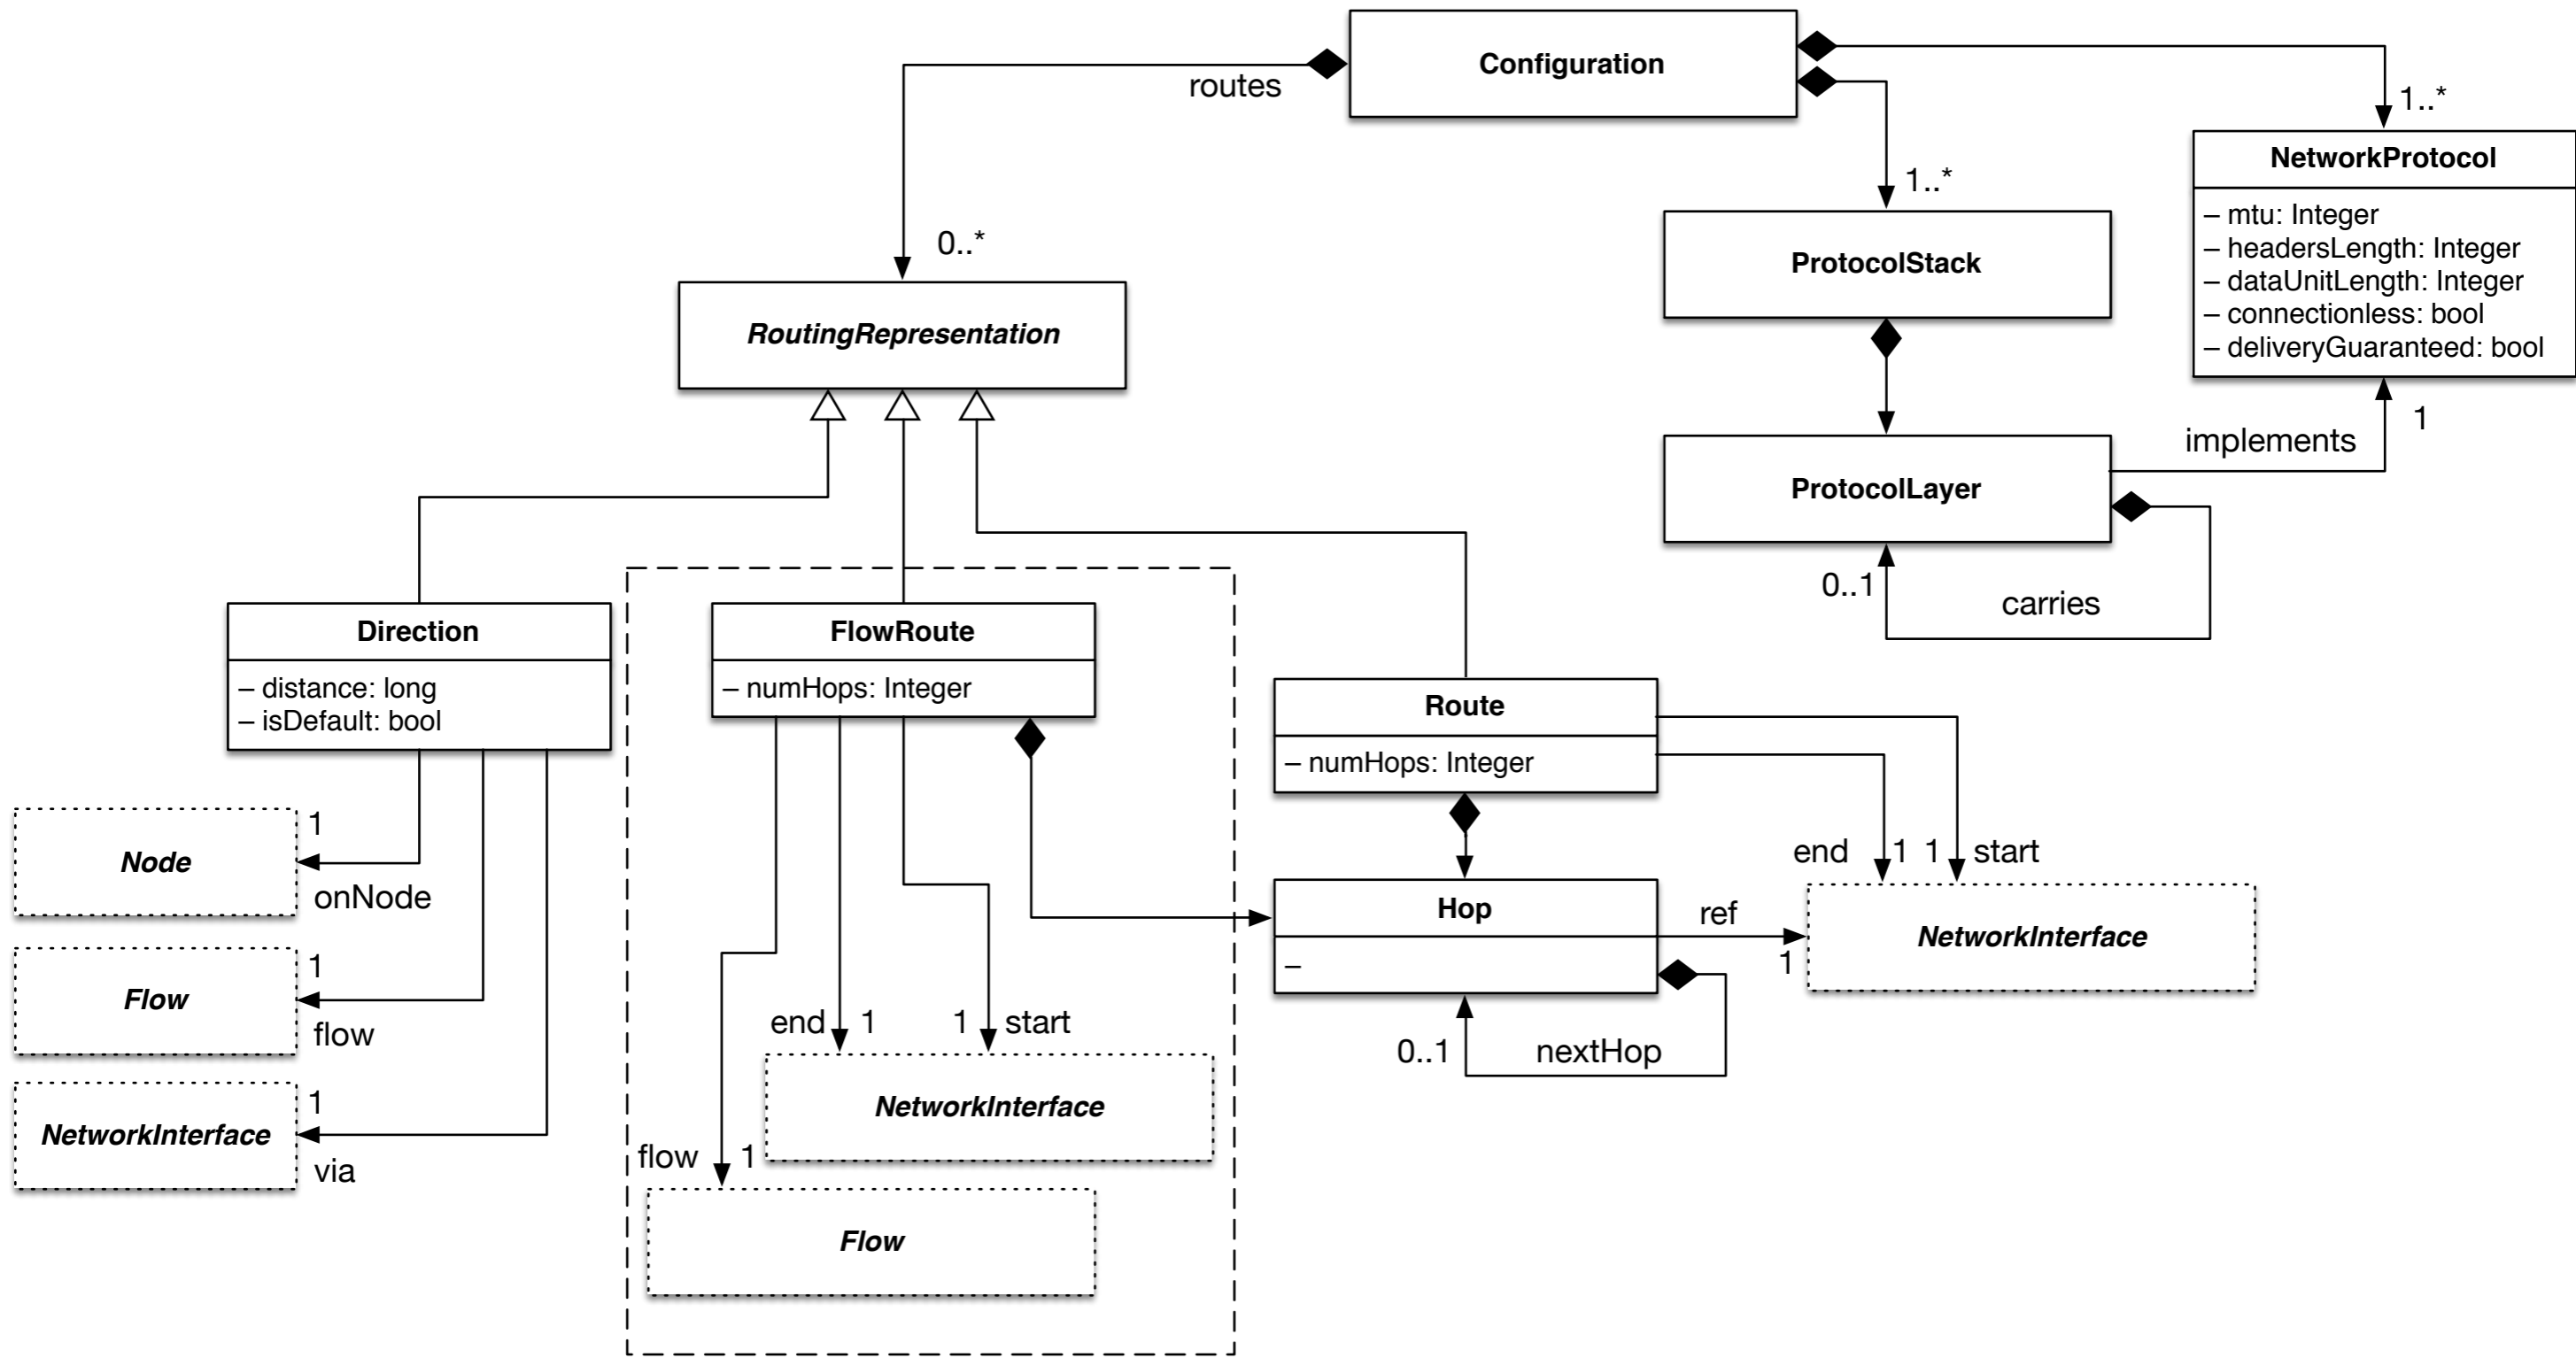 Configuration
routes
1..*
NetworkProtocol
– mtu: Integer
– headersLength: Integer
– dataUnitLength: Integer
– connectionless: bool
– deliveryGuaranteed: bool
1..*
ProtocolStack
0..*
RoutingRepresentation
1
implements
ProtocolLayer
0..1
carries
Direction
– distance: long
– isDefault: bool
FlowRoute
– numHops: Integer
Route
– numHops: Integer
1
Node
onNode
1
Flow
flow
1
NetworkInterface
via
end 1 1 start
NetworkInterface
flow 1
Flow
end 1 1 start
Hop
–
ref
1
NetworkInterface
0..1
nextHop